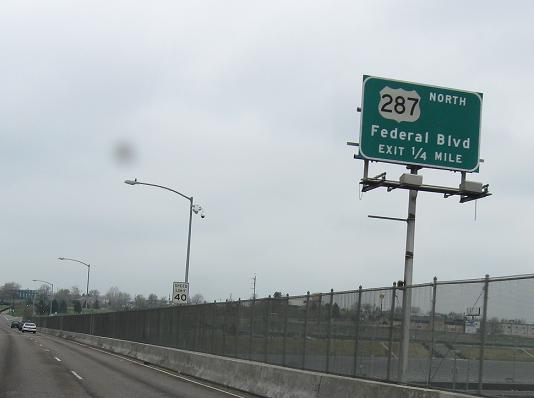 287 NORTH
Federal Blvd
EXIT 1/4 MILE
SPEED
LIMIT
40